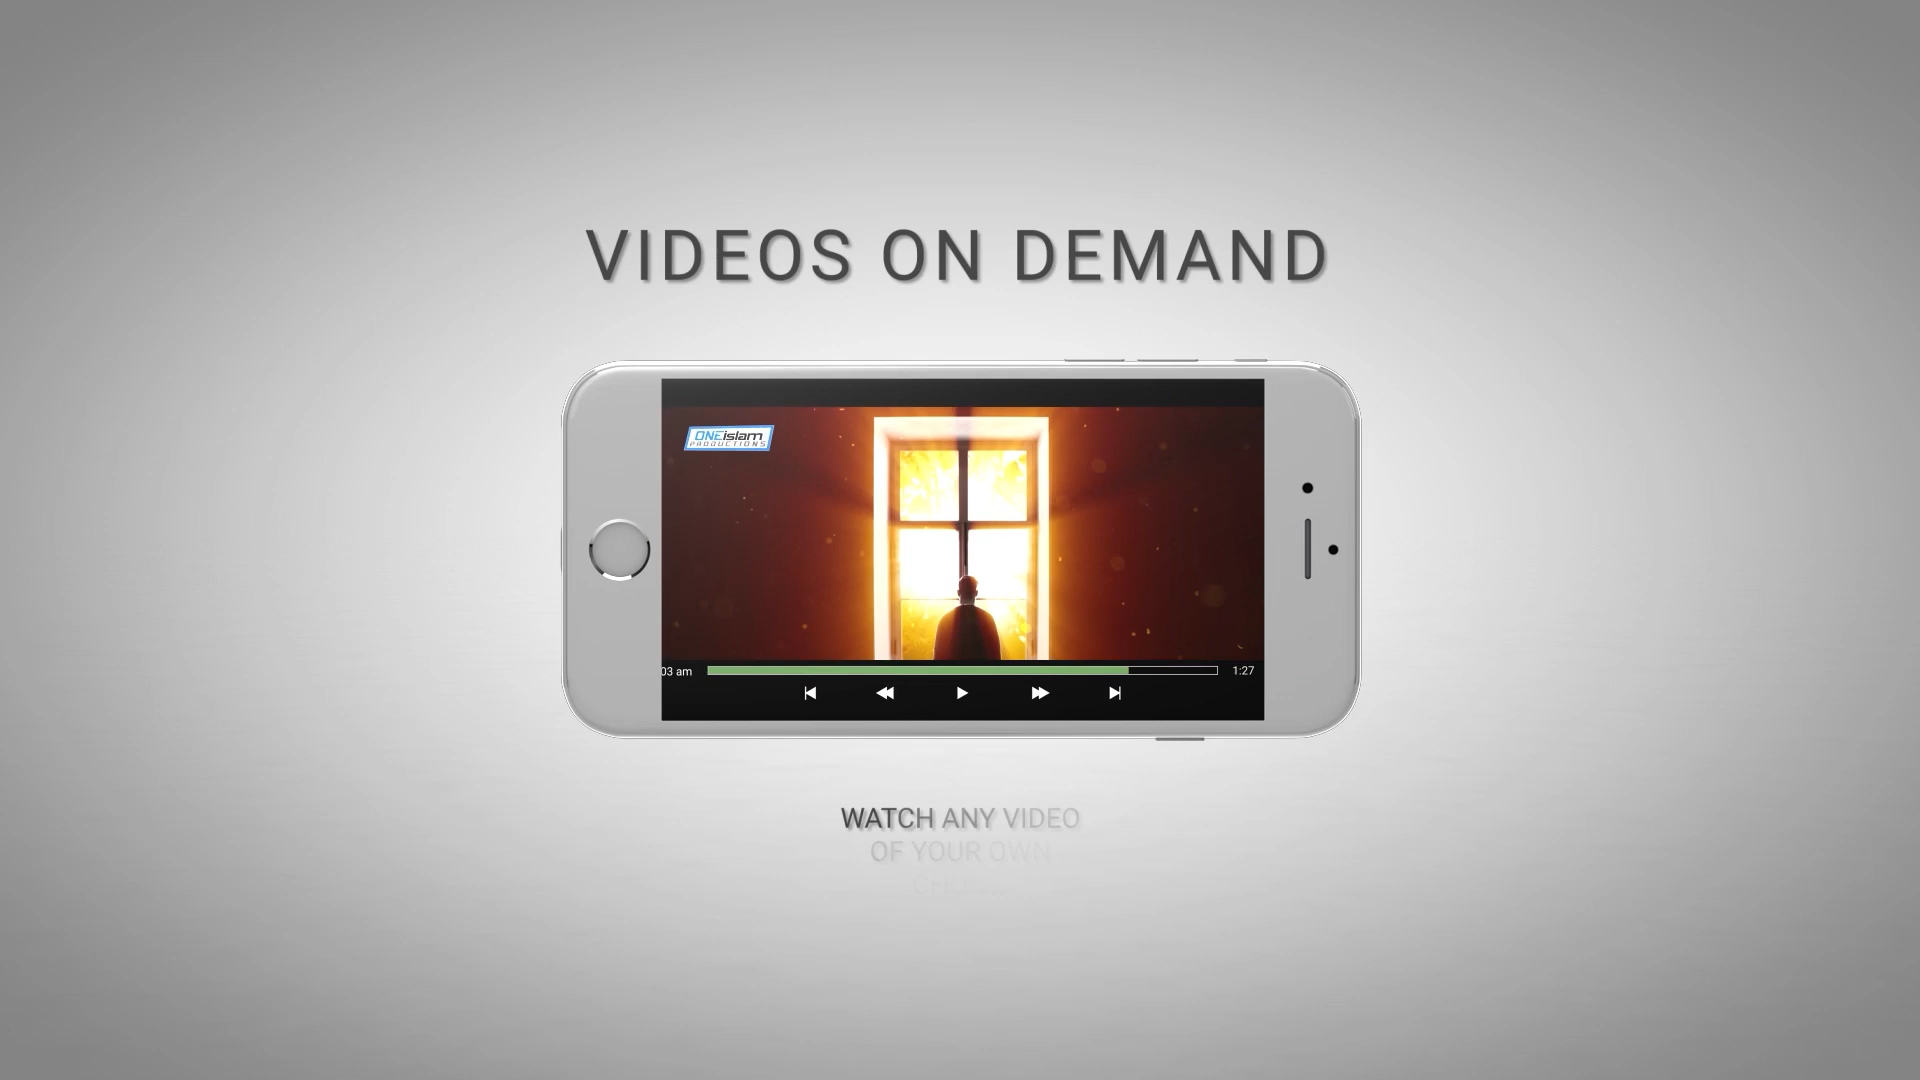 VIDEOS ON DEMAND
ONEislam
PRODUCTIONS
03 am
1:27
WATCH ANY VIDEO
OF YOUR OWN